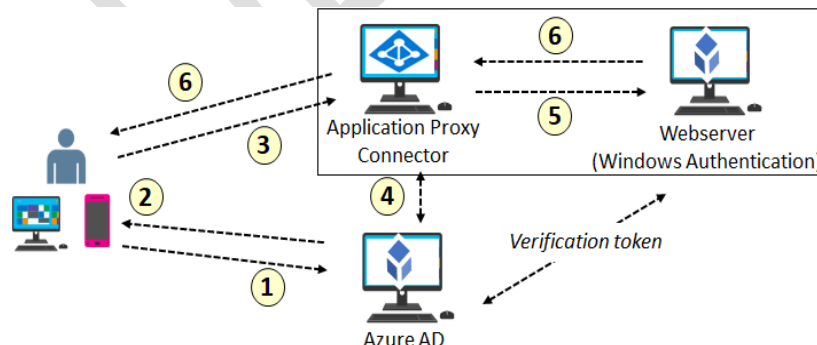 6
6
3
5
Application Proxy
Connector
Webserver
(Windows Authentication)
2
4
Verification token
1
Azure AD